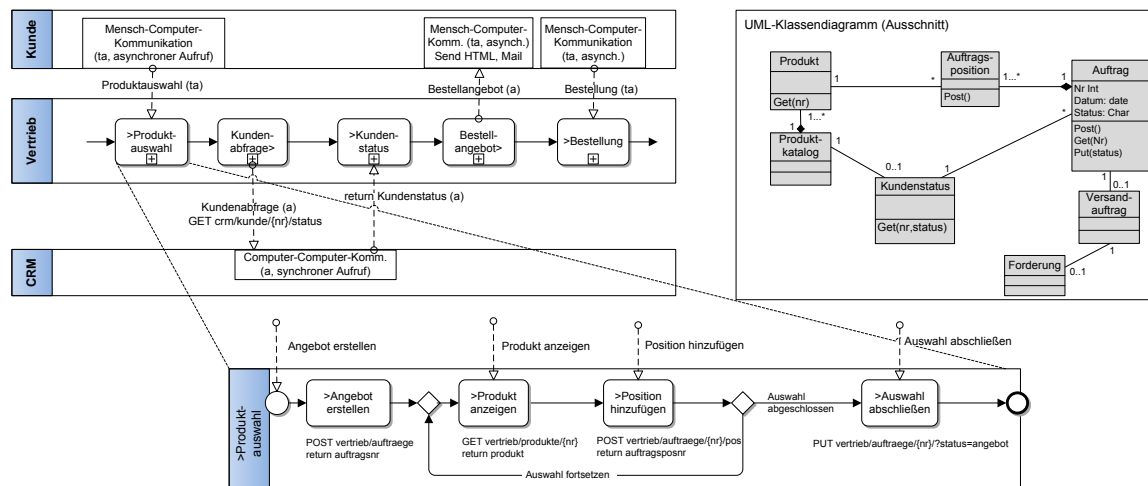 Kunde
Mensch-Computer-
Kommunikation
(ta, asynchroner Aufruf)
Mensch-Computer-
Komm. (ta, asynch.)
Send HTML, Mail
Mensch-Computer-
Kommunikation
(ta, asynch.)
Produktauswahl (ta)
Bestellangebot (a)
Bestellung (ta)
Vertrieb
>Produkt-
auswahl
Kunden-
abfrage>
>Kunden-
status
Bestell-
angebot>
>Bestellung
Kundenabfrage (a)
GET crm/kunde/{nr}/status
return Kundenstatus (a)
CRM
Computer-Computer-Komm.
(a, synchroner Aufruf)
UML-Klassendiagramm (Ausschnitt)
Produkt
Get(nr)
1
*
Auftrags-
position
Post()
1...*
1
Auftrag
Nr Int
Datum: date
Status: Char
Post()
Get(Nr)
Put(status)
1...*
1
Produkt-
katalog
1
0..1
Kundenstatus
Get(nr,status)
1
*
1
0..1
Versand-
auftrag
1
0..1
Forderung
>Produkt-
auswahl
Angebot erstellen
Produkt anzeigen
Position hinzufügen
Auswahl abschließen
>Angebot
erstellen
>Produkt
anzeigen
>Position
hinzufügen
Auswahl
abgeschlossen
>Auswahl
abschließen
POST vertrieb/auftraege
return auftragsnr
GET vertrieb/produkte/{nr}
return produkt
POST vertrieb/auftraege/{nr}/pos
return auftragsposnr
PUT vertrieb/auftraege/{nr}/?status=angebot
Auswahl fortsetzen